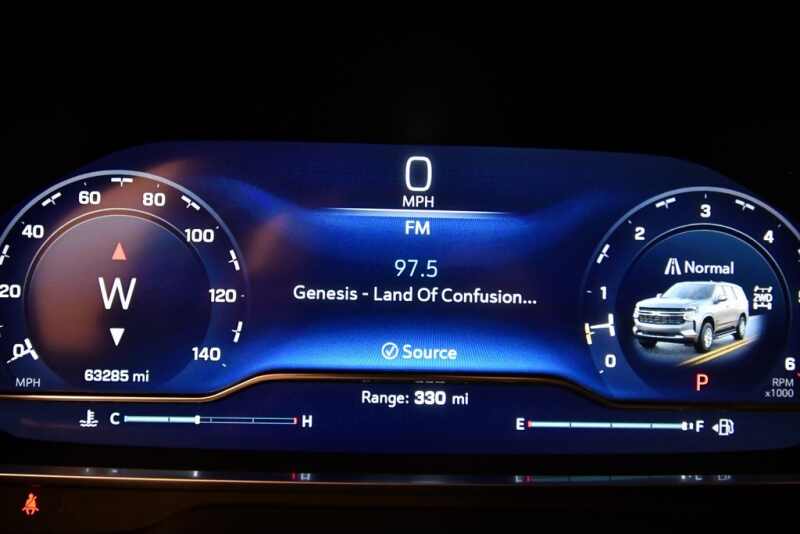 0
MPH
FM
97.5
Genesis - Land Of Confusion...
Source
0
20
40
60
80
100
120
140
MPH
W
63285 mi
0
1
2
3
4
6
RPM
x1000
Normal
2WD
P
Range: 330 mi
C
H
E
F